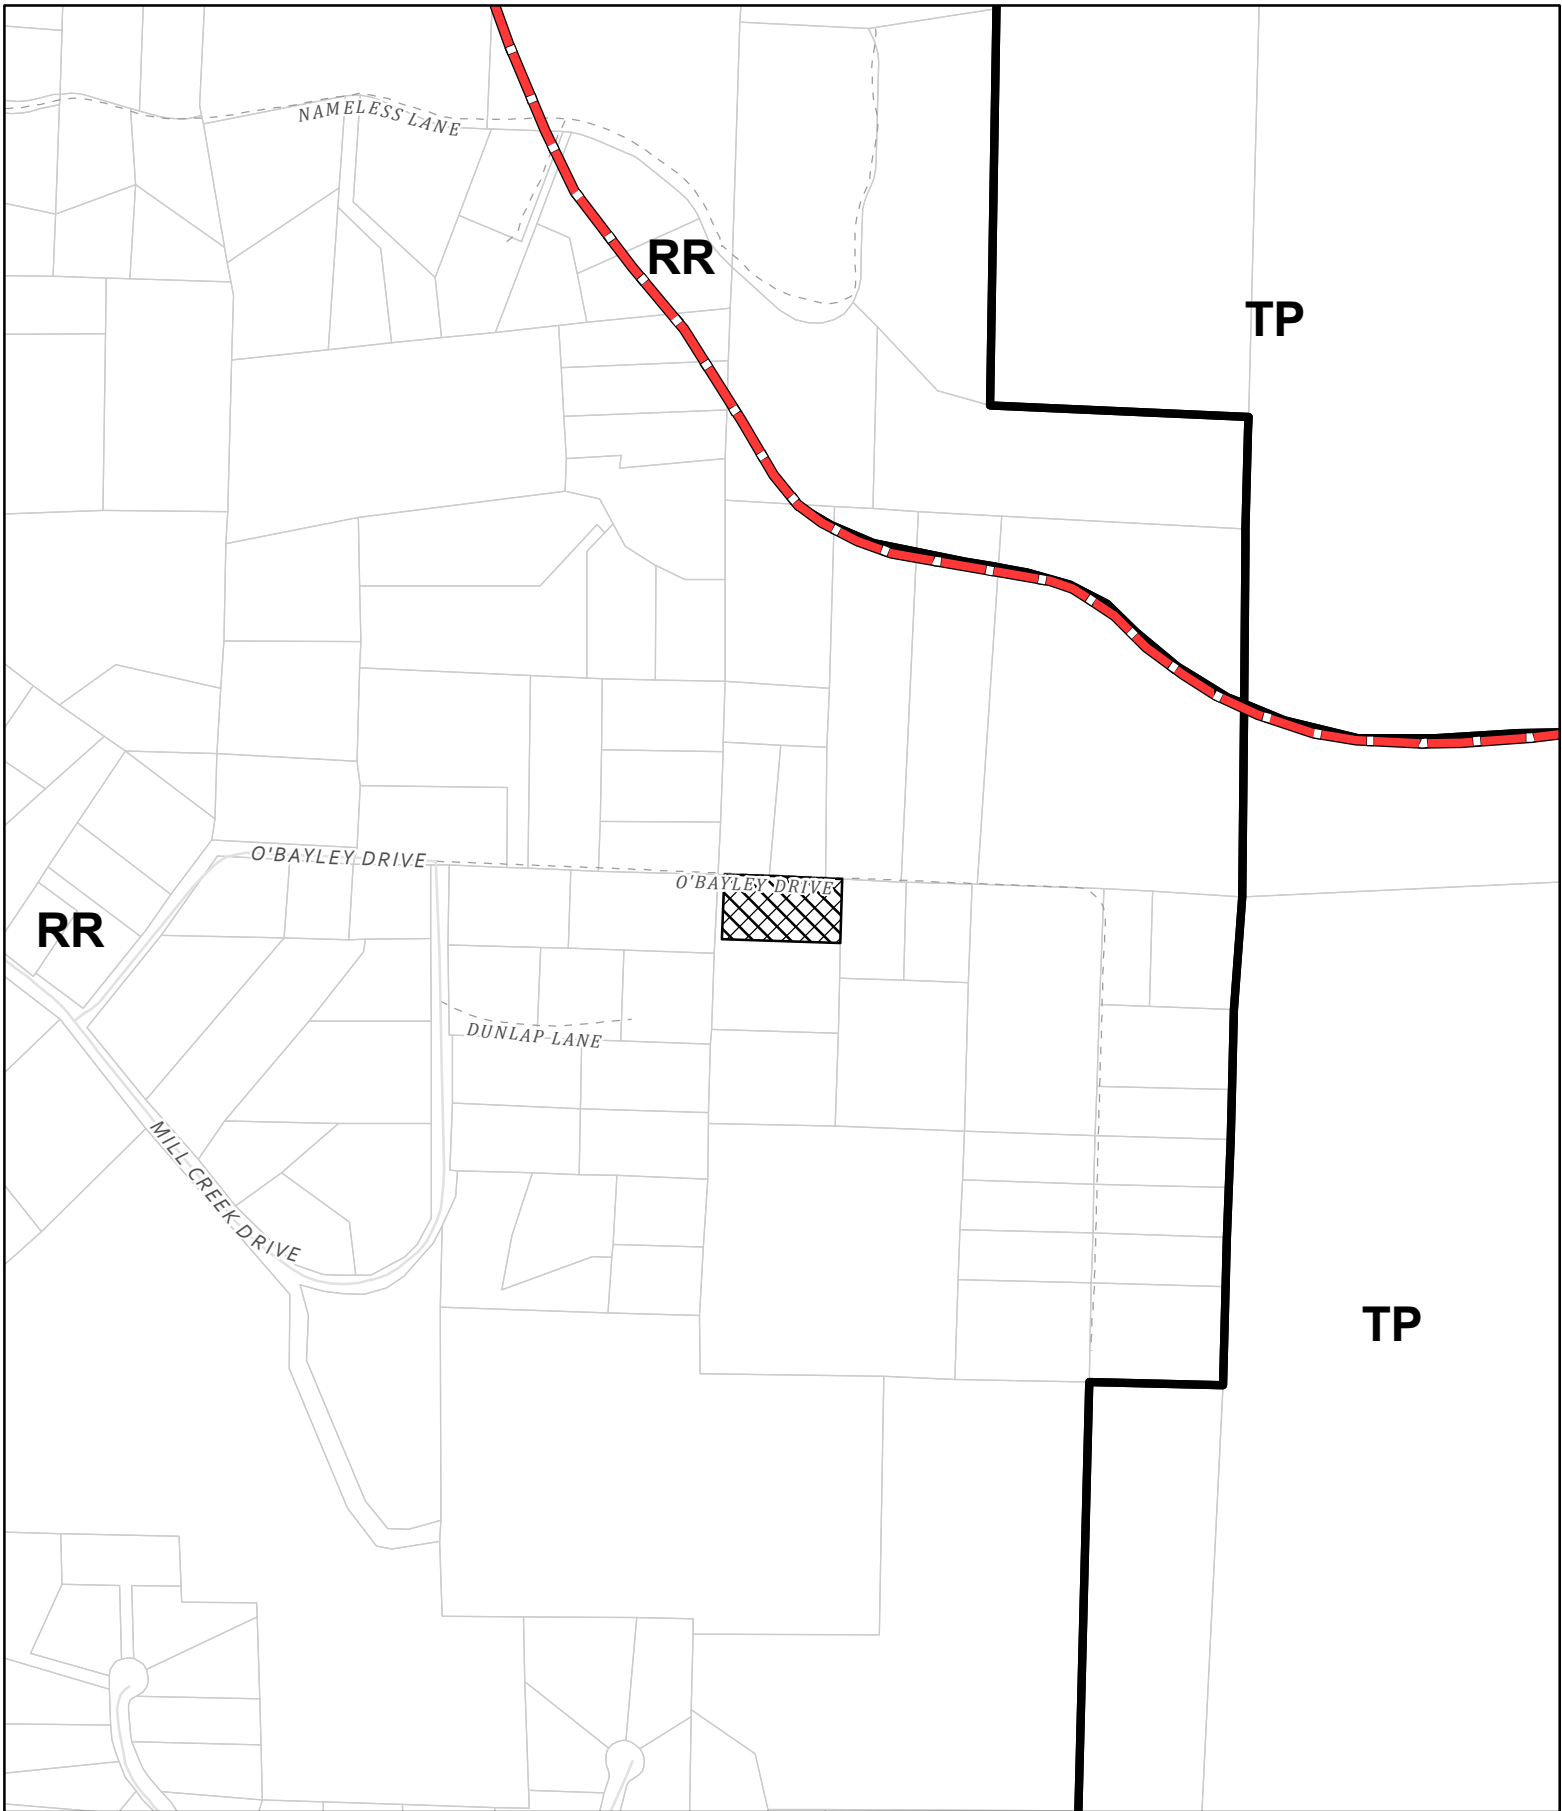 NAMELESS LANE
RR
TP
O'BAYLEY DRIVE
O'BAYLEY DRIVE
RR
DUNLAP LANE
MILL CREEK DRIVE
TP